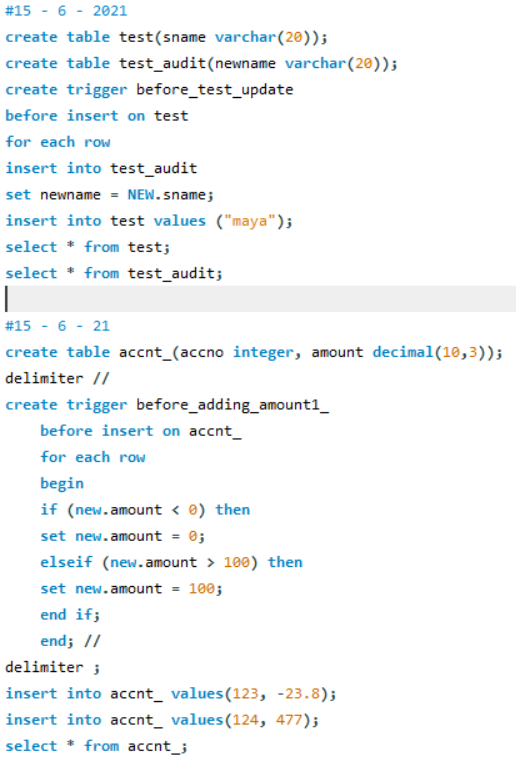 #15 - 6 - 2021
create table test(sname varchar(20));
create table test_audit(newname varchar(20));
create trigger before_test_update
before insert on test
for each row
insert into test_audit
set newname = NEW.sname;
insert into test values ("maya");
select * from test;
select * from test_audit;
#15 - 6 - 21
create table accnt_(accno integer, amount decimal(10,3));
delimiter //
create trigger before_adding_amount1_
before insert on accnt_
for each row
begin
if (new.amount < 0) then
set new.amount = 0;
elseif (new.amount > 100) then
set new.amount = 100;
end if;
end; //
delimiter ;
insert into accnt_ values(123, -23.8);
insert into accnt_ values(124, 477);
select * from accnt_;